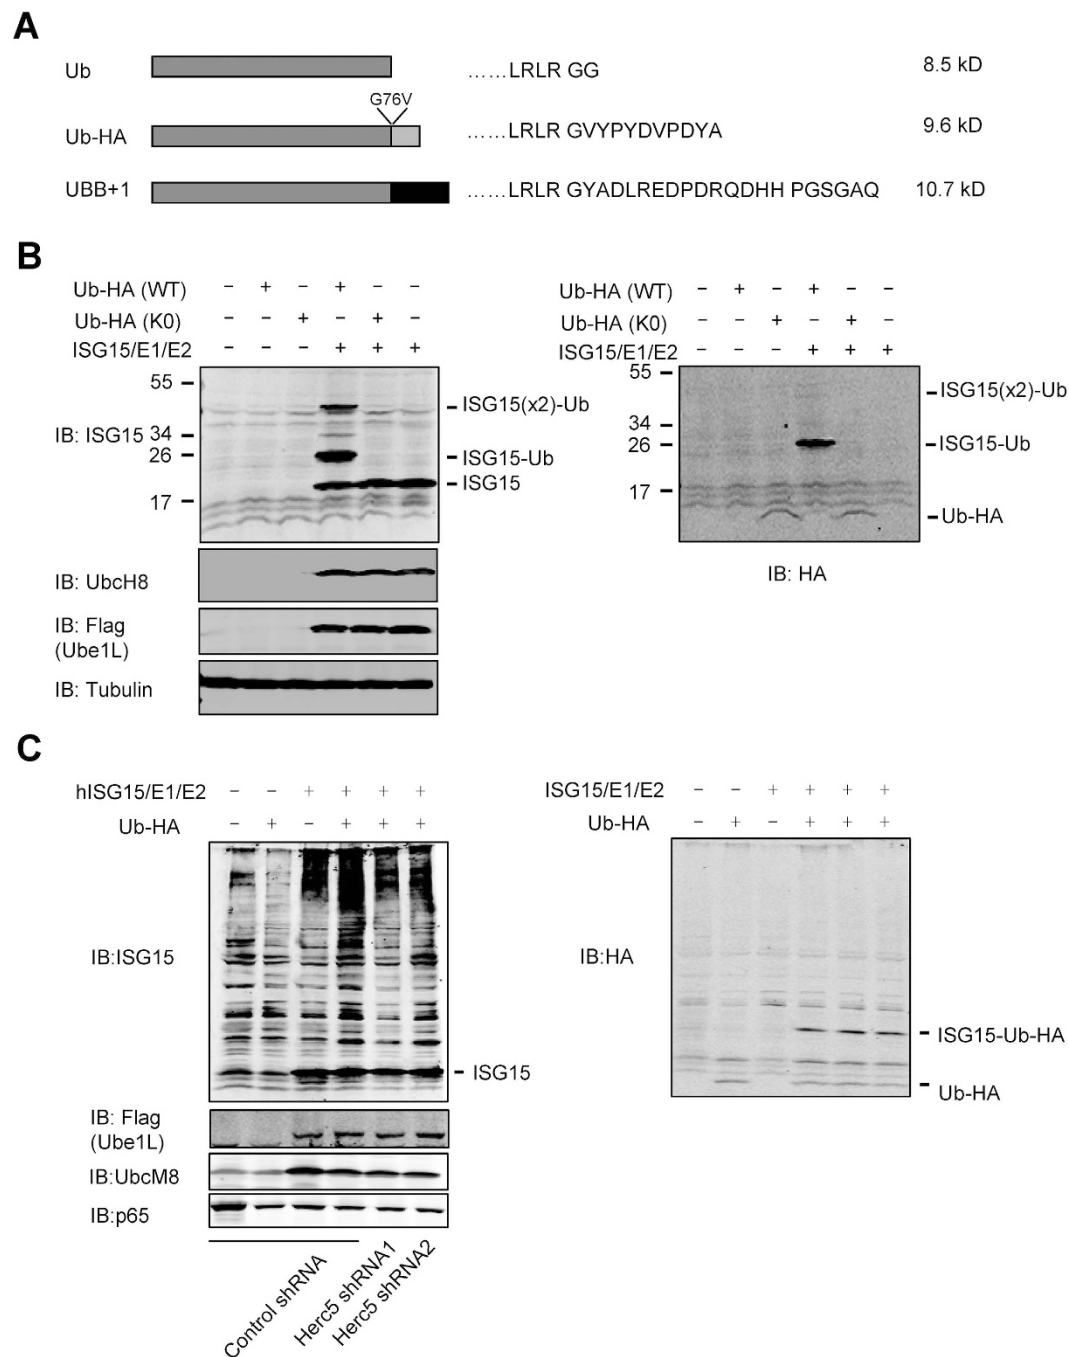 A
Ub ......LRLR GG 8.5 kD
G76V
Ub-HA ......LRLR GVYPYDVPDYA 9.6 kD
UBB+1 ......LRLR GYADLREDPDRQDHH PGSGAQ 10.7 kD
B
Ub-HA (WT) – + – + – –
Ub-HA (K0) – – + – + –
ISG15/E1/E2 – – – + + +
55
IB: ISG15
34
26
17
ISG15(x2)-Ub
ISG15-Ub
ISG15
IB: UbcH8
IB: Flag
(Ube1L)
IB: Tubulin
Ub-HA (WT) – + – + – –
Ub-HA (K0) – – + – + –
ISG15/E1/E2 – – – + + +
55
34
26
17
ISG15(x2)-Ub
ISG15-Ub
Ub-HA
IB: HA
C
hISG15/E1/E2 – – + + + +
Ub-HA – + – + + +
IB:ISG15
ISG15
IB: Flag
(Ube1L)
IB:UbcM8
IB:p65
Control shRNA
Herc5 shRNA1
Herc5 shRNA2
ISG15/E1/E2 – – + + + +
Ub-HA – + – + + +
IB:HA
ISG15-Ub-HA
Ub-HA